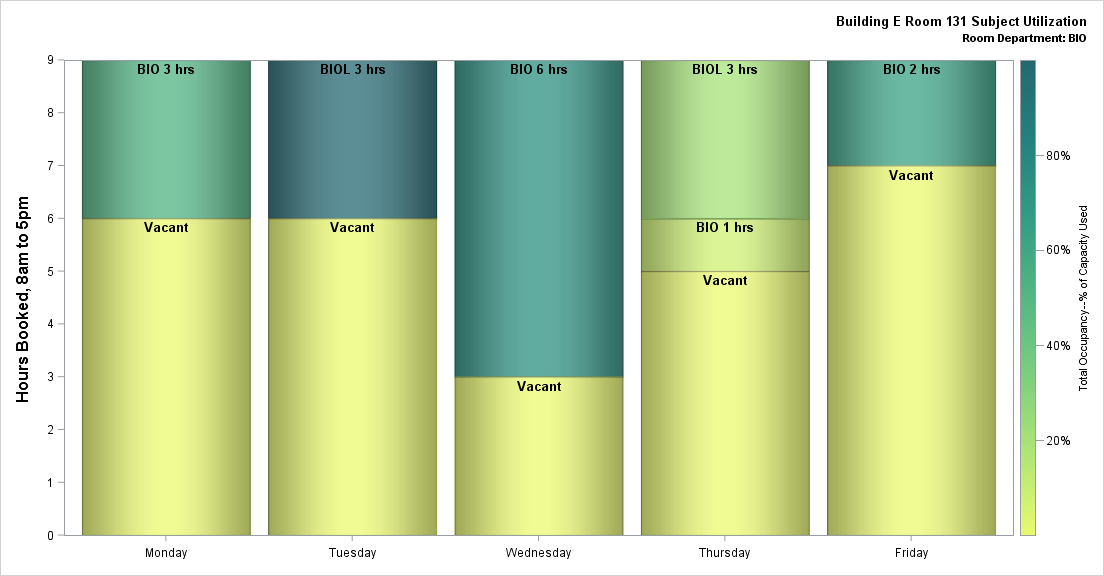 Building E Room 131 Subject Utilization
Room Department: BIO
Hours Booked, 8am to 5pm
9
8
7
6
5
4
3
2
1
0
BIO 3 hrs
Vacant
BIOL 3 hrs
Vacant
BIO 6 hrs
Vacant
BIOL 3 hrs
BIO 1 hrs
Vacant
BIO 2 hrs
Vacant
Monday
Tuesday
Wednesday
Thursday
Friday
80%
60%
40%
20%
Total Occupancy--% of Capacity Used